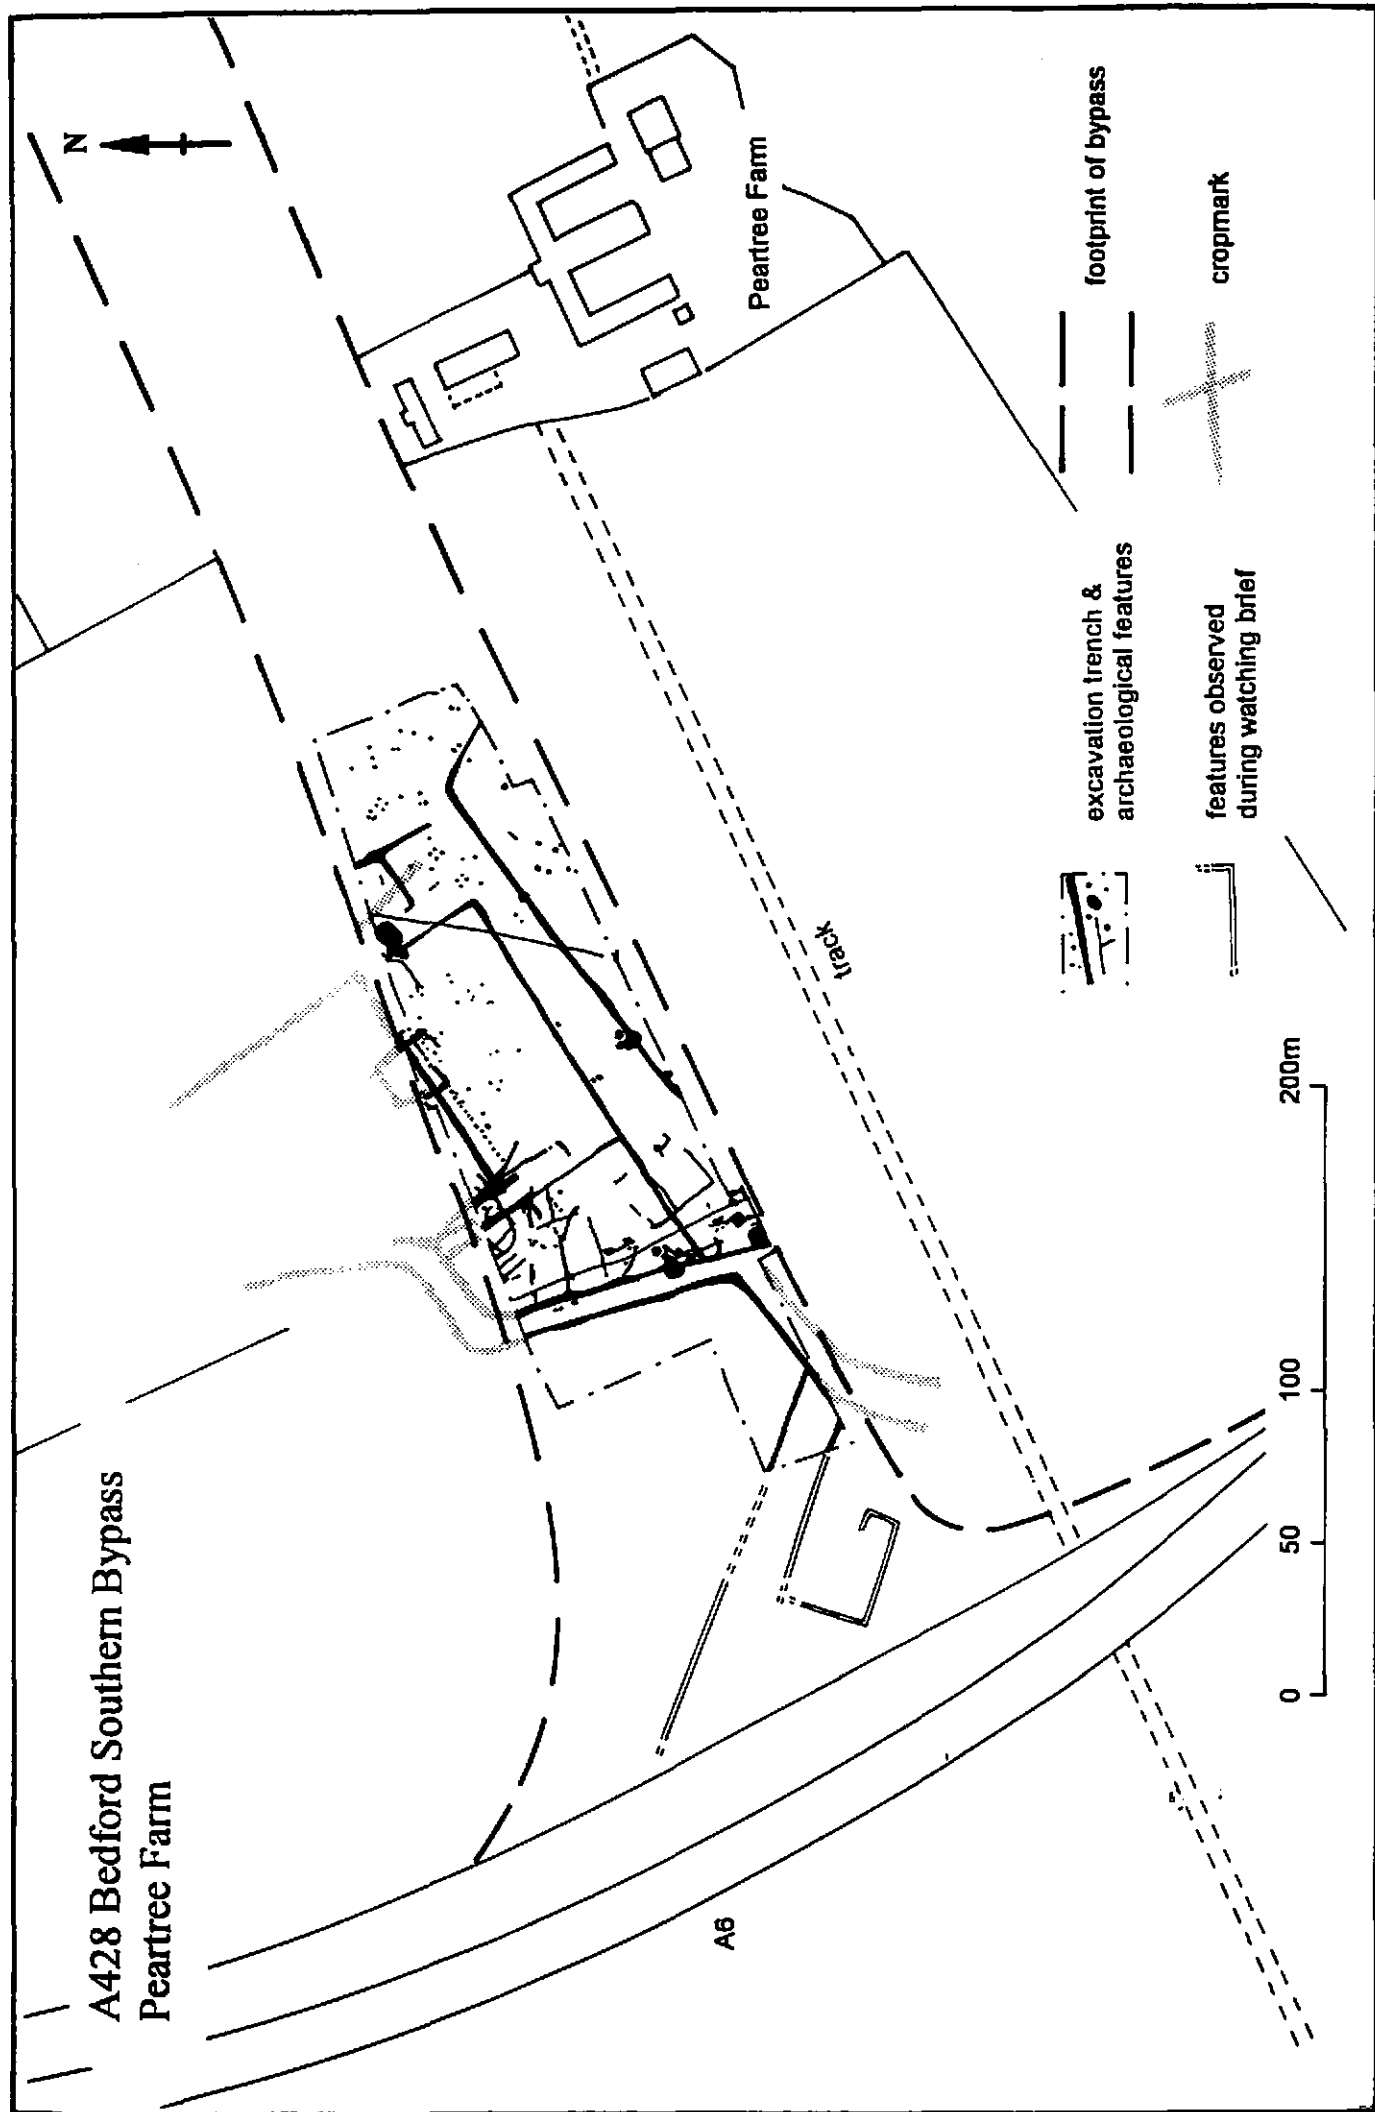 A428 Bedford Southern Bypass
Peartree Farm
N
Peartree Farm
track
A6
0 50 100 200m
excavation trench &
archaeological features
footprint of bypass
features observed
during watching brief
cropmark